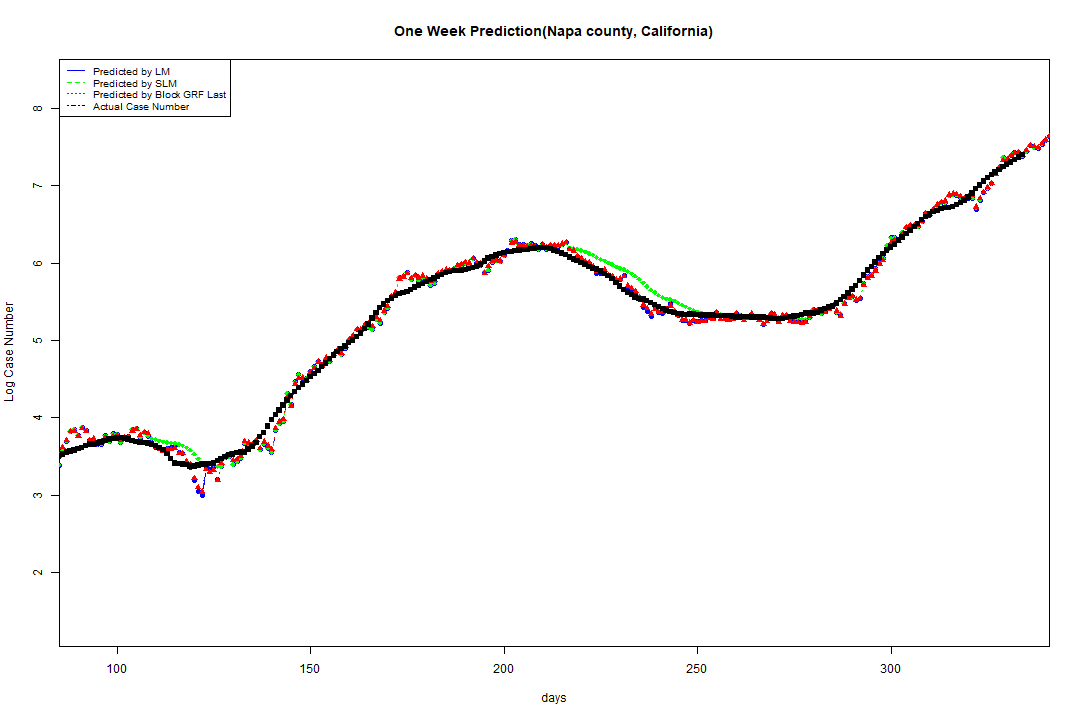 One Week Prediction(Napa county, California)
Predicted by LM
Predicted by SLM
Predicted by Block GRF Last
Actual Case Number
8
7
6
5
4
3
2
Log Case Number
100 150 200 250 300
days